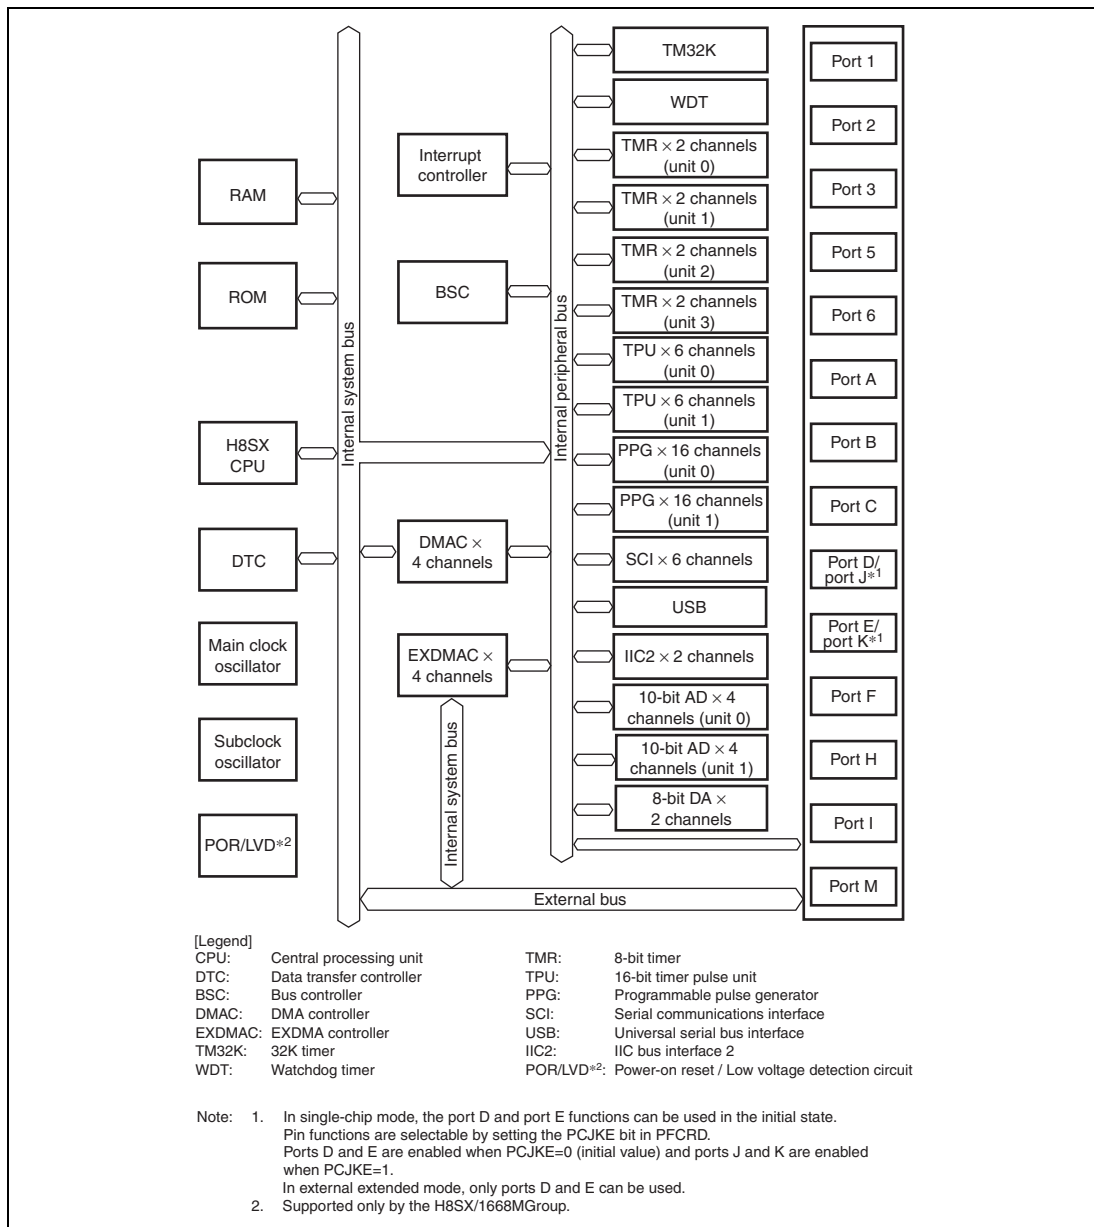 RAM
ROM
H8SX
CPU
DTC
Main clock
oscillator
Subclock
oscillator
POR/LVD*2
Internal system bus
Interrupt
controller
BSC
DMAC ×
4 channels
EXDMAC ×
4 channels
Internal system bus
Internal peripheral bus
TM32K
WDT
TMR × 2 channels
(unit 0)
TMR × 2 channels
(unit 1)
TMR × 2 channels
(unit 2)
TMR × 2 channels
(unit 3)
TPU × 6 channels
(unit 0)
TPU × 6 channels
(unit 1)
PPG × 16 channels
(unit 0)
PPG × 16 channels
(unit 1)
SCI × 6 channels
USB
IIC2 × 2 channels
10-bit AD × 4
channels (unit 0)
10-bit AD × 4
channels (unit 1)
8-bit DA ×
2 channels
External bus
Port 1
Port 2
Port 3
Port 5
Port 6
Port A
Port B
Port C
Port D/
port J*1
Port E/
port K*1
Port F
Port H
Port I
Port M
[Legend]
CPU: Central processing unit
DTC: Data transfer controller
BSC: Bus controller
DMAC: DMA controller
EXDMAC: EXDMA controller
TM32K: 32K timer
WDT: Watchdog timer
TMR: 8-bit timer
TPU: 16-bit timer pulse unit
PPG: Programmable pulse generator
SCI: Serial communications interface
USB: Universal serial bus interface
IIC2: IIC bus interface 2
POR/LVD*2: Power-on reset / Low voltage detection circuit
Note: 1. In single-chip mode, the port D and port E functions can be used in the initial state.
Pin functions are selectable by setting the PCJKE bit in PFCRD.
Ports D and E are enabled when PCJKE=0 (initial value) and ports J and K are enabled
when PCJKE=1.
In external extended mode, only ports D and E can be used.
2. Supported only by the H8SX/1668MGroup.